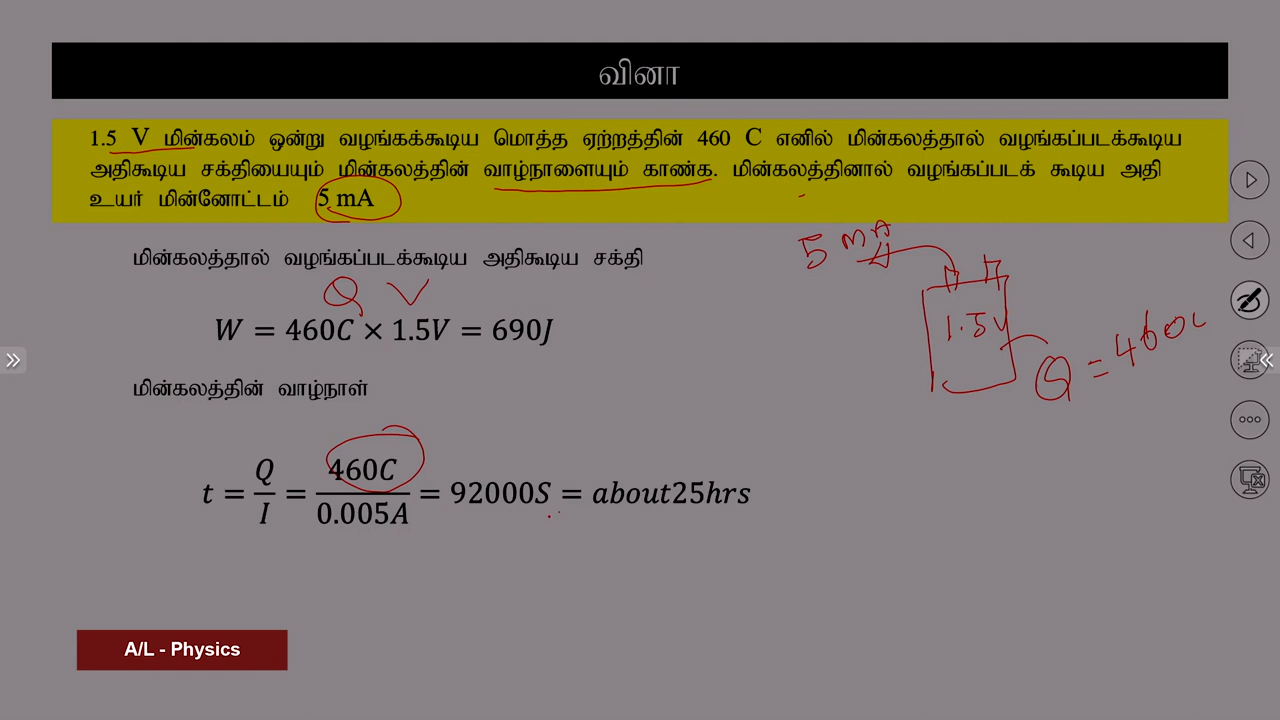 வினா
1.5 V மின்கலம் ஒன்று வழங்கக்கூடிய மொத்த ஏற்றத்தின் 460 C எனில் மின்கலத்தால் வழங்கப்படக்கூடிய
அதிகூடிய சக்தியையும் மின்கலத்தின் வாழ்நாளையும் காண்க. மின்கலத்தினால் வழங்கப்படக் கூடிய அதி
உயர் மின்னோட்டம் 5 mA
மின்கலத்தால் வழங்கப்படக்கூடிய அதிகூடிய சக்தி
5 mA
Q V
W = 460C × 1.5V = 690J
1.5V
Q = 460C
மின்கலத்தின் வாழ்நாள்
t = Q/I = 460C/0.005A = 92000S = about25hrs
A/L - Physics